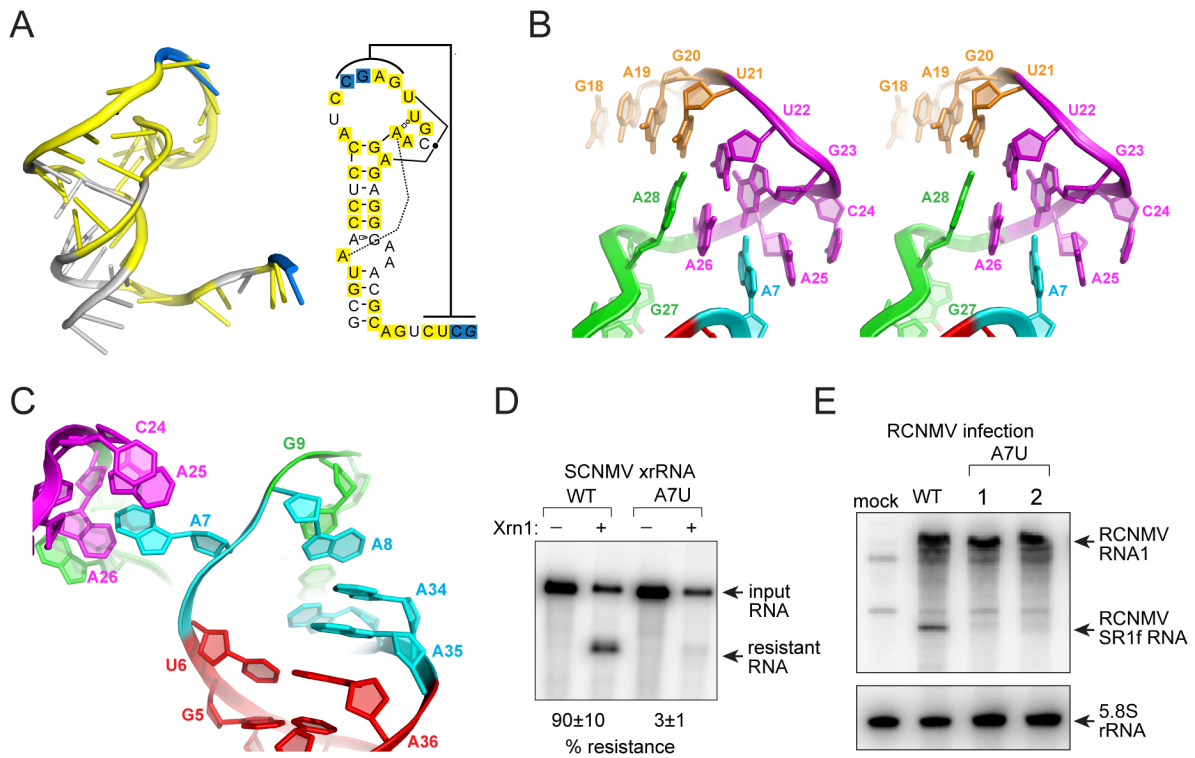 A
C G A
C G
U
U U
A A G
C G A A C
C A
U A
C G
C G
A G
A A
A
U A
G C
C G
G C A G U C U C G
B
G18
A19
G20
U21
U22
G23
C24
A25
A26
A28
A7
G27
G18
A19
G20
U21
U22
G23
C24
A25
A26
A28
A7
G27
C
C24
A25
A7
A26
G9
A8
A34
A35
U6
G5
A36
D
SCNMV xrRNA
WT A7U
Xrn1: – + – +
input
RNA
resistant
RNA
90±10 3±1
% resistance
E
RCNMV infection
A7U
mock WT 1 2
RCNMV
RNA1
RCNMV
SR1f RNA
5.8S
rRNA